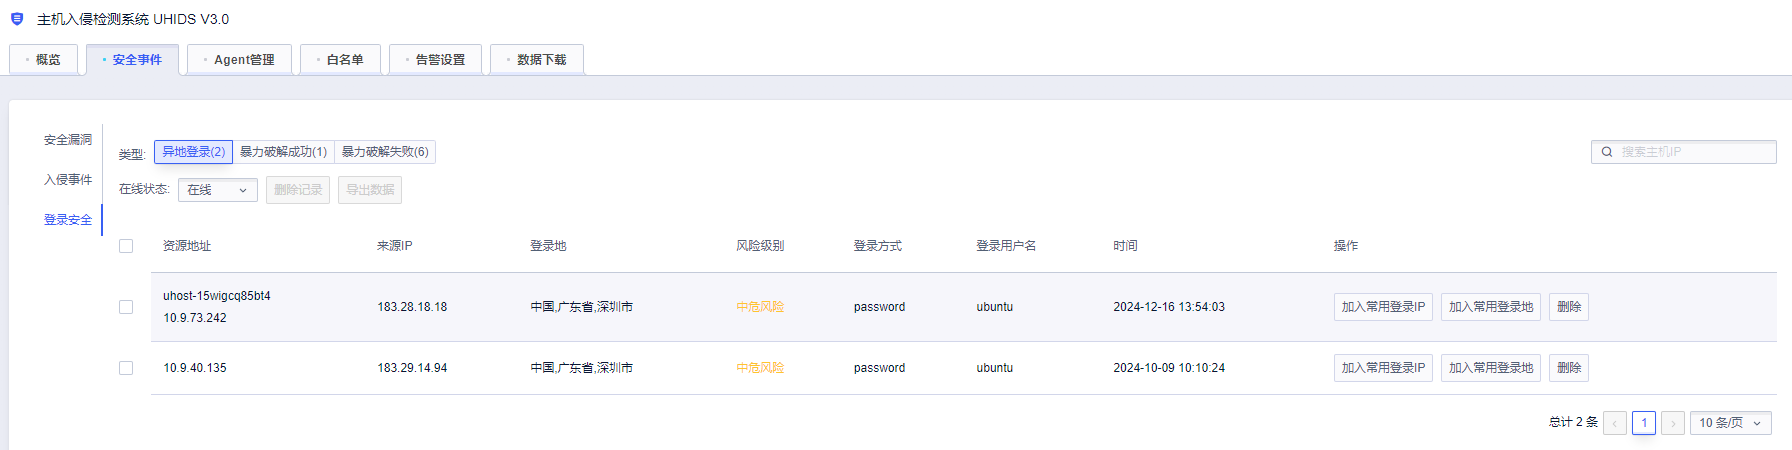 主机入侵检测系统 UHIDS V3.0
概览 安全事件 Agent管理 白名单 告警设置 数据下载
安全漏洞
入侵事件
登录安全
类型: 异地登录(2) 暴力破解成功(1) 暴力破解失败(6) 搜索主机IP
在线状态: 在线 删除记录 导出数据
资源地址 来源IP 登录地 风险级别 登录方式 登录用户名 时间 操作
uhost-15wigcq85bt4
10.9.73.242 183.28.18.18 中国,广东省,深圳市 中危风险 password ubuntu 2024-12-16 13:54:03 加入常用登录IP 加入常用登录地 删除
10.9.40.135 183.29.14.94 中国,广东省,深圳市 中危风险 password ubuntu 2024-10-09 10:10:24 加入常用登录IP 加入常用登录地 删除
总计 2 条 ‹ 1 › 10 条/页